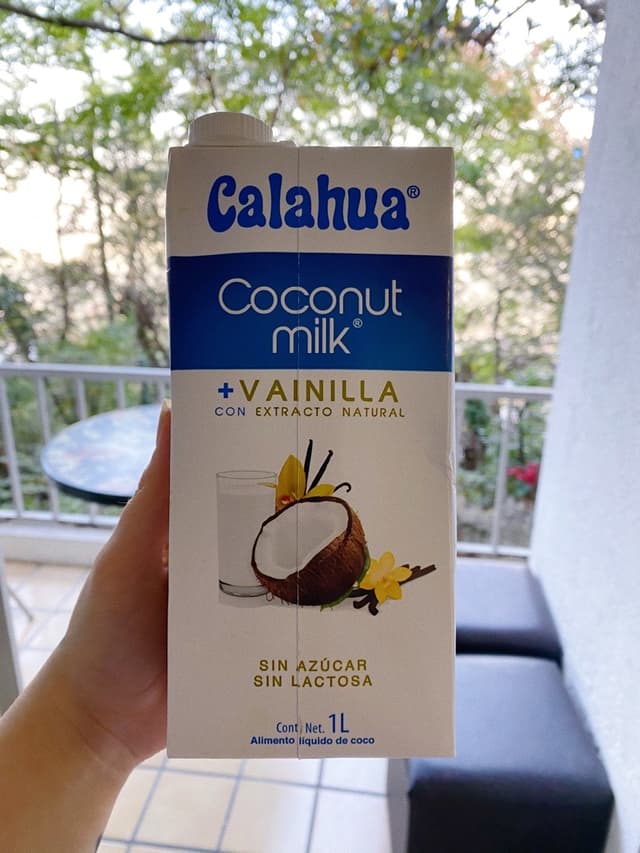 Calahua®
Coconut
milk®
+VAINILLA
CON EXTRACTO NATURAL
SIN AZÚCAR
SIN LACTOSA
Cont. Net. 1L
Alimento líquido de coco